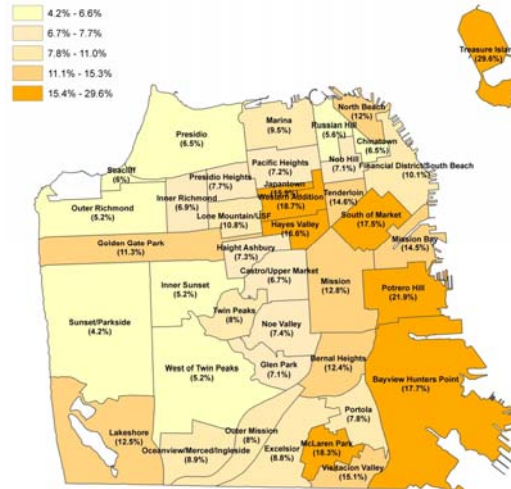 4.2% - 6.6%
6.7% - 7.7%
7.8% - 11.0%
11.1% - 15.3%
15.4% - 29.6%
Treasure Island
(29.6%)
North Beach
(12%)
Marina
(9.5%)
Russian Hill
(5.6%)
Presidio
(6.5%)
Chinatown
(6.5%)
Nob Hill
(7.1%)
Pacific Heights
(7.2%)
Financial District/South Beach
(10.1%)
Seacliff
(6%)
Presidio Heights
(7.7%)
Japantown
Western Addition
(18.7%)
Tenderloin
(14.6%)
Outer Richmond
(5.2%)
Inner Richmond
(6.9%)
Lone Mountain/USF
(10.8%)
Hayes Valley
(16.6%)
South of Market
(17.5%)
Golden Gate Park
(11.3%)
Haight Ashbury
(7.3%)
Mission Bay
(14.5%)
Castro/Upper Market
(6.7%)
Inner Sunset
(5.2%)
Mission
(12.8%)
Potrero Hill
(21.9%)
Sunset/Parkside
(4.2%)
Twin Peaks
(8%)
Noe Valley
(7.4%)
West of Twin Peaks
(5.2%)
Glen Park
(7.1%)
Bernal Heights
(12.4%)
Bayview Hunters Point
(17.7%)
Portola
(7.8%)
Lakeshore
(12.5%)
Outer Mission
(8%)
Oceanview/Merced/Ingleside
(8.9%)
Excelsior
(8.8%)
McLaren Park
(18.3%)
Visitacion Valley
(15.1%)